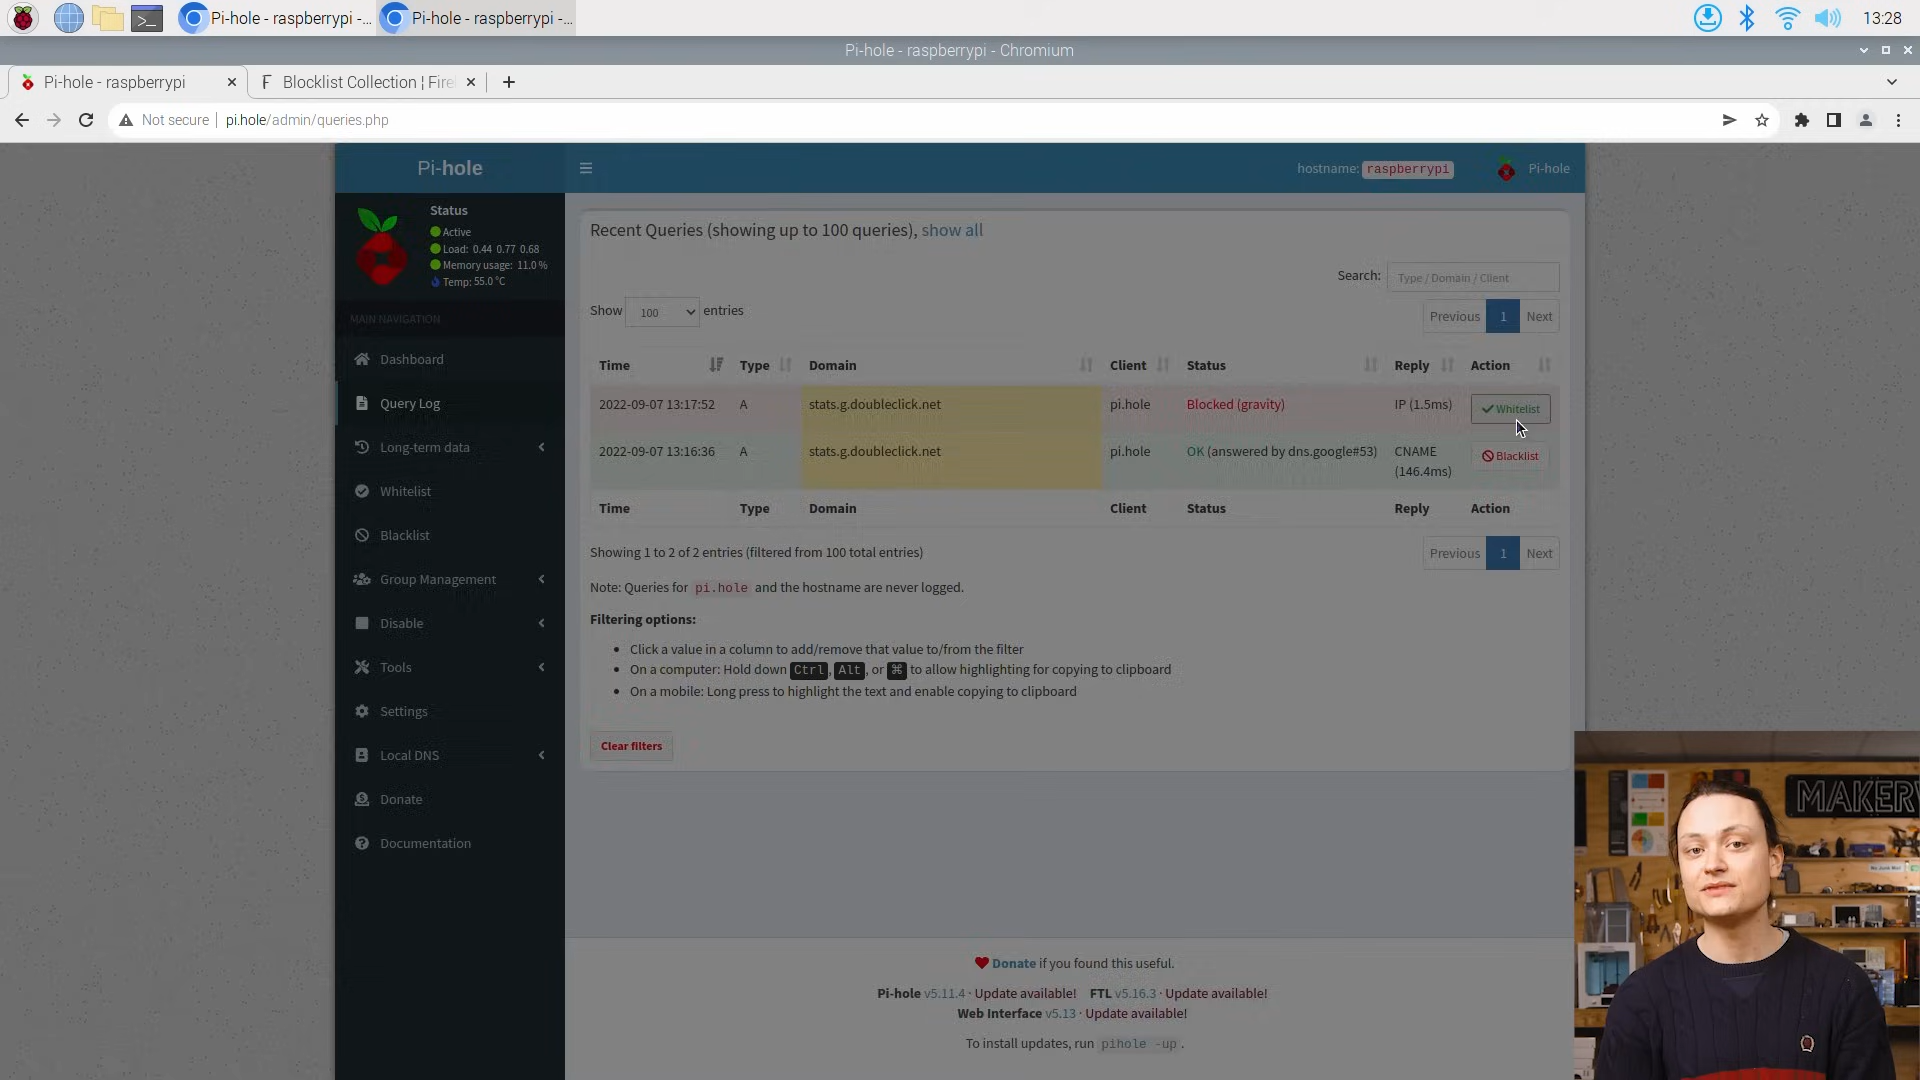 Pi-hole - raspberrypi -...
Pi-hole - raspberrypi -...
13:28
Pi-hole - raspberrypi - Chromium
Pi-hole - raspberrypi
Blocklist Collection ¦ Fire
Not secure
pi.hole/admin/queries.php
Pi-hole
hostname: raspberrypi
Pi-hole
Status
Active
Load: 0.44 0.77 0.68
Memory usage: 11.0 %
Temp: 55.0 °C
MAIN NAVIGATION
Dashboard
Query Log
Long-term data
Whitelist
Blacklist
Group Management
Disable
Tools
Settings
Local DNS
Donate
Documentation
Recent Queries (showing up to 100 queries), show all
Search: Type / Domain / Client
Show 100 entries
Previous 1 Next
Time Type Domain Client Status Reply Action
2022-09-07 13:17:52 A stats.g.doubleclick.net pi.hole Blocked (gravity) IP (1.5ms) Whitelist
2022-09-07 13:16:36 A stats.g.doubleclick.net pi.hole OK (answered by dns.google#53) CNAME Blacklist
(146.4ms)
Time Type Domain Client Status Reply Action
Showing 1 to 2 of 2 entries (filtered from 100 total entries)
Previous 1 Next
Note: Queries for pi.hole and the hostname are never logged.
Filtering options:
Click a value in a column to add/remove that value to/from the filter
On a computer: Hold down Ctrl, Alt, or ⌘ to allow highlighting for copying to clipboard
On a mobile: Long press to highlight the text and enable copying to clipboard
Clear filters
Donate if you found this useful.
Pi-hole v5.11.4 · Update available! FTL v5.16.3 · Update available!
Web Interface v5.13 · Update available!
To install updates, run pihole -up.
MAKER